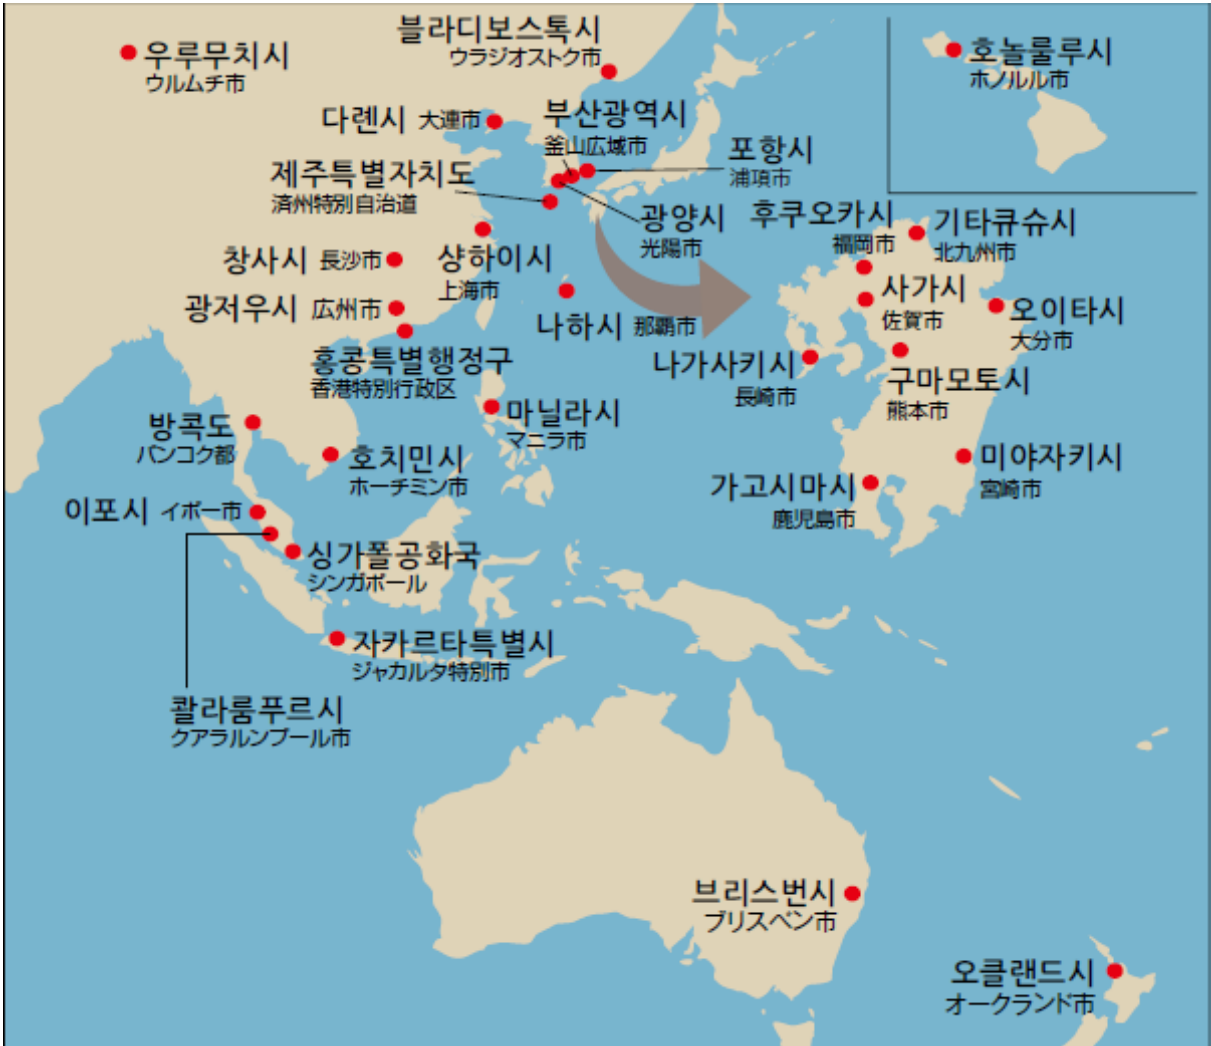 블라디보스톡시
ウラジオストク市
우루무치시
ウルムチ市
호놀룰루시
ホノルル市
다롄시 大連市
부산광역시
釜山広域市
포항시
浦項市
제주특별자치도
済州特別自治道
광양시
光陽市
후쿠오카시
福岡市
기타큐슈시
北九州市
창사시 長沙市
샹하이시
上海市
사가시
佐賀市
오이타시
大分市
광저우시 広州市
나하시 那覇市
홍콩특별행정구
香港特別行政区
나가사키시
長崎市
구마모토시
熊本市
방콕도
バンコク都
마닐라시
マニラ市
호치민시
ホーチミン市
미야자키시
宮崎市
가고시마시
鹿児島市
이포시 イポー市
싱가폴공화국
シンガポール
자카르타특별시
ジャカルタ特別市
콸라룸푸르시
クアラルンプール市
브리스번시
ブリスベン市
오클랜드시
オークランド市